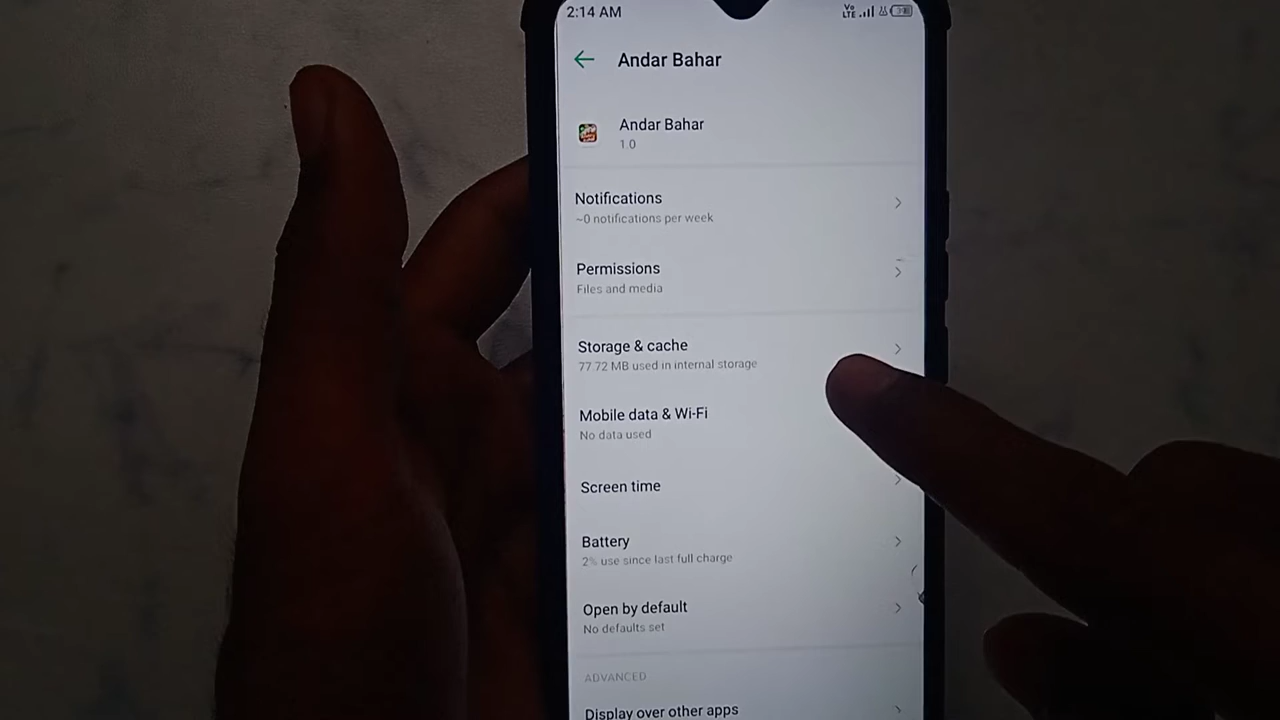 2:14 AM
Vo
LTE
Andar Bahar
Andar Bahar
1.0
Notifications
~0 notifications per week
Permissions
Files and media
Storage & cache
77.72 MB used in internal storage
Mobile data & Wi-Fi
No data used
Screen time
Battery
2% use since last full charge
Open by default
No defaults set
ADVANCED
Display over other apps